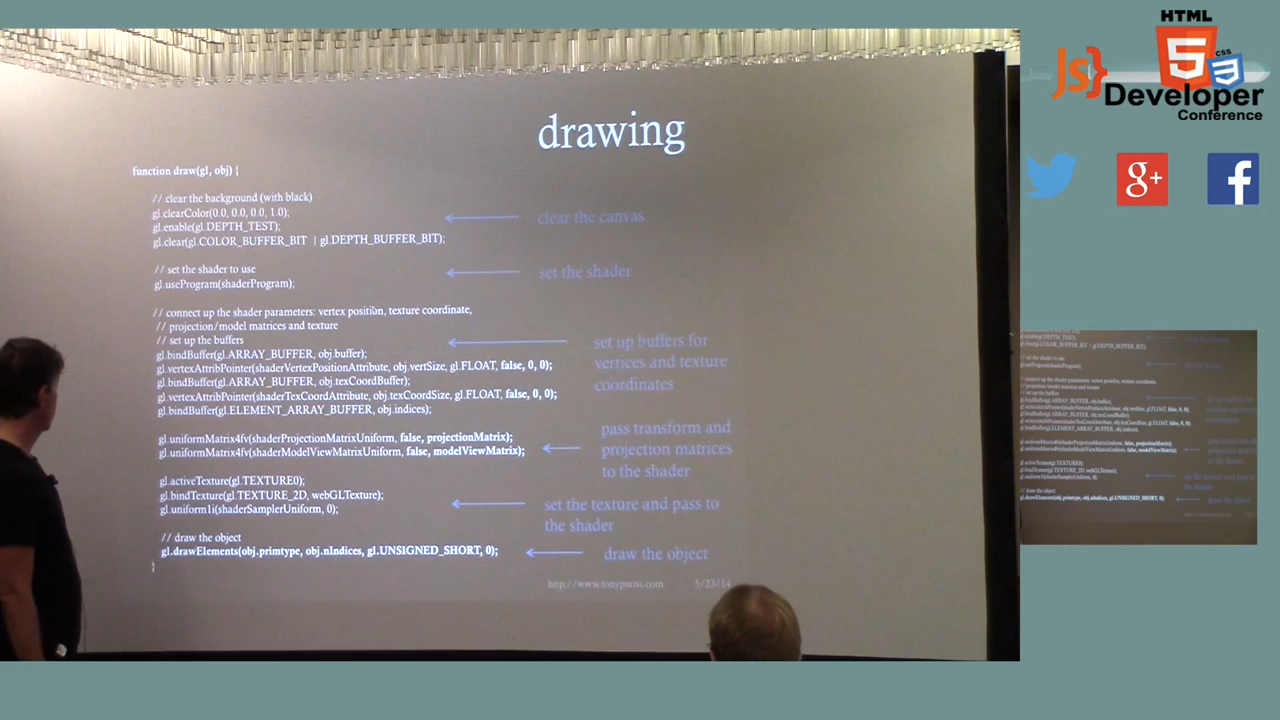 drawing
function draw(gl, obj) {
// clear the background (with black)
gl.clearColor(0.0, 0.0, 0.0, 1.0);
gl.enable(gl.DEPTH_TEST);
gl.clear(gl.COLOR_BUFFER_BIT | gl.DEPTH_BUFFER_BIT);
clear the canvas
// set the shader to use
gl.useProgram(shaderProgram);
set the shader
// connect up the shader parameters: vertex position, texture coordinate,
// projection/model matrices and texture
// set up the buffers
gl.bindBuffer(gl.ARRAY_BUFFER, obj.buffer);
gl.vertexAttribPointer(shaderVertexPositionAttribute, obj.vertSize, gl.FLOAT, false, 0, 0);
gl.bindBuffer(gl.ARRAY_BUFFER, obj.texCoordBuffer);
gl.vertexAttribPointer(shaderTexCoordAttribute, obj.texCoordSize, gl.FLOAT, false, 0, 0);
gl.bindBuffer(gl.ELEMENT_ARRAY_BUFFER, obj.indices);
set up buffers for
vertices and texture
coordinates
gl.uniformMatrix4fv(shaderProjectionMatrixUniform, false, projectionMatrix);
gl.uniformMatrix4fv(shaderModelViewMatrixUniform, false, modelViewMatrix);
pass transform and
projection matrices
to the shader
gl.activeTexture(gl.TEXTURE0);
gl.bindTexture(gl.TEXTURE_2D, webGLTexture);
gl.uniform1i(shaderSamplerUniform, 0);
set the texture and pass to
the shader
// draw the object
gl.drawElements(obj.primtype, obj.nIndices, gl.UNSIGNED_SHORT, 0);
draw the object
}
http://www.tonyparisi.com 5/23/14
HTML
JS} 5 CSS 3
Developer
Conference
g+ f